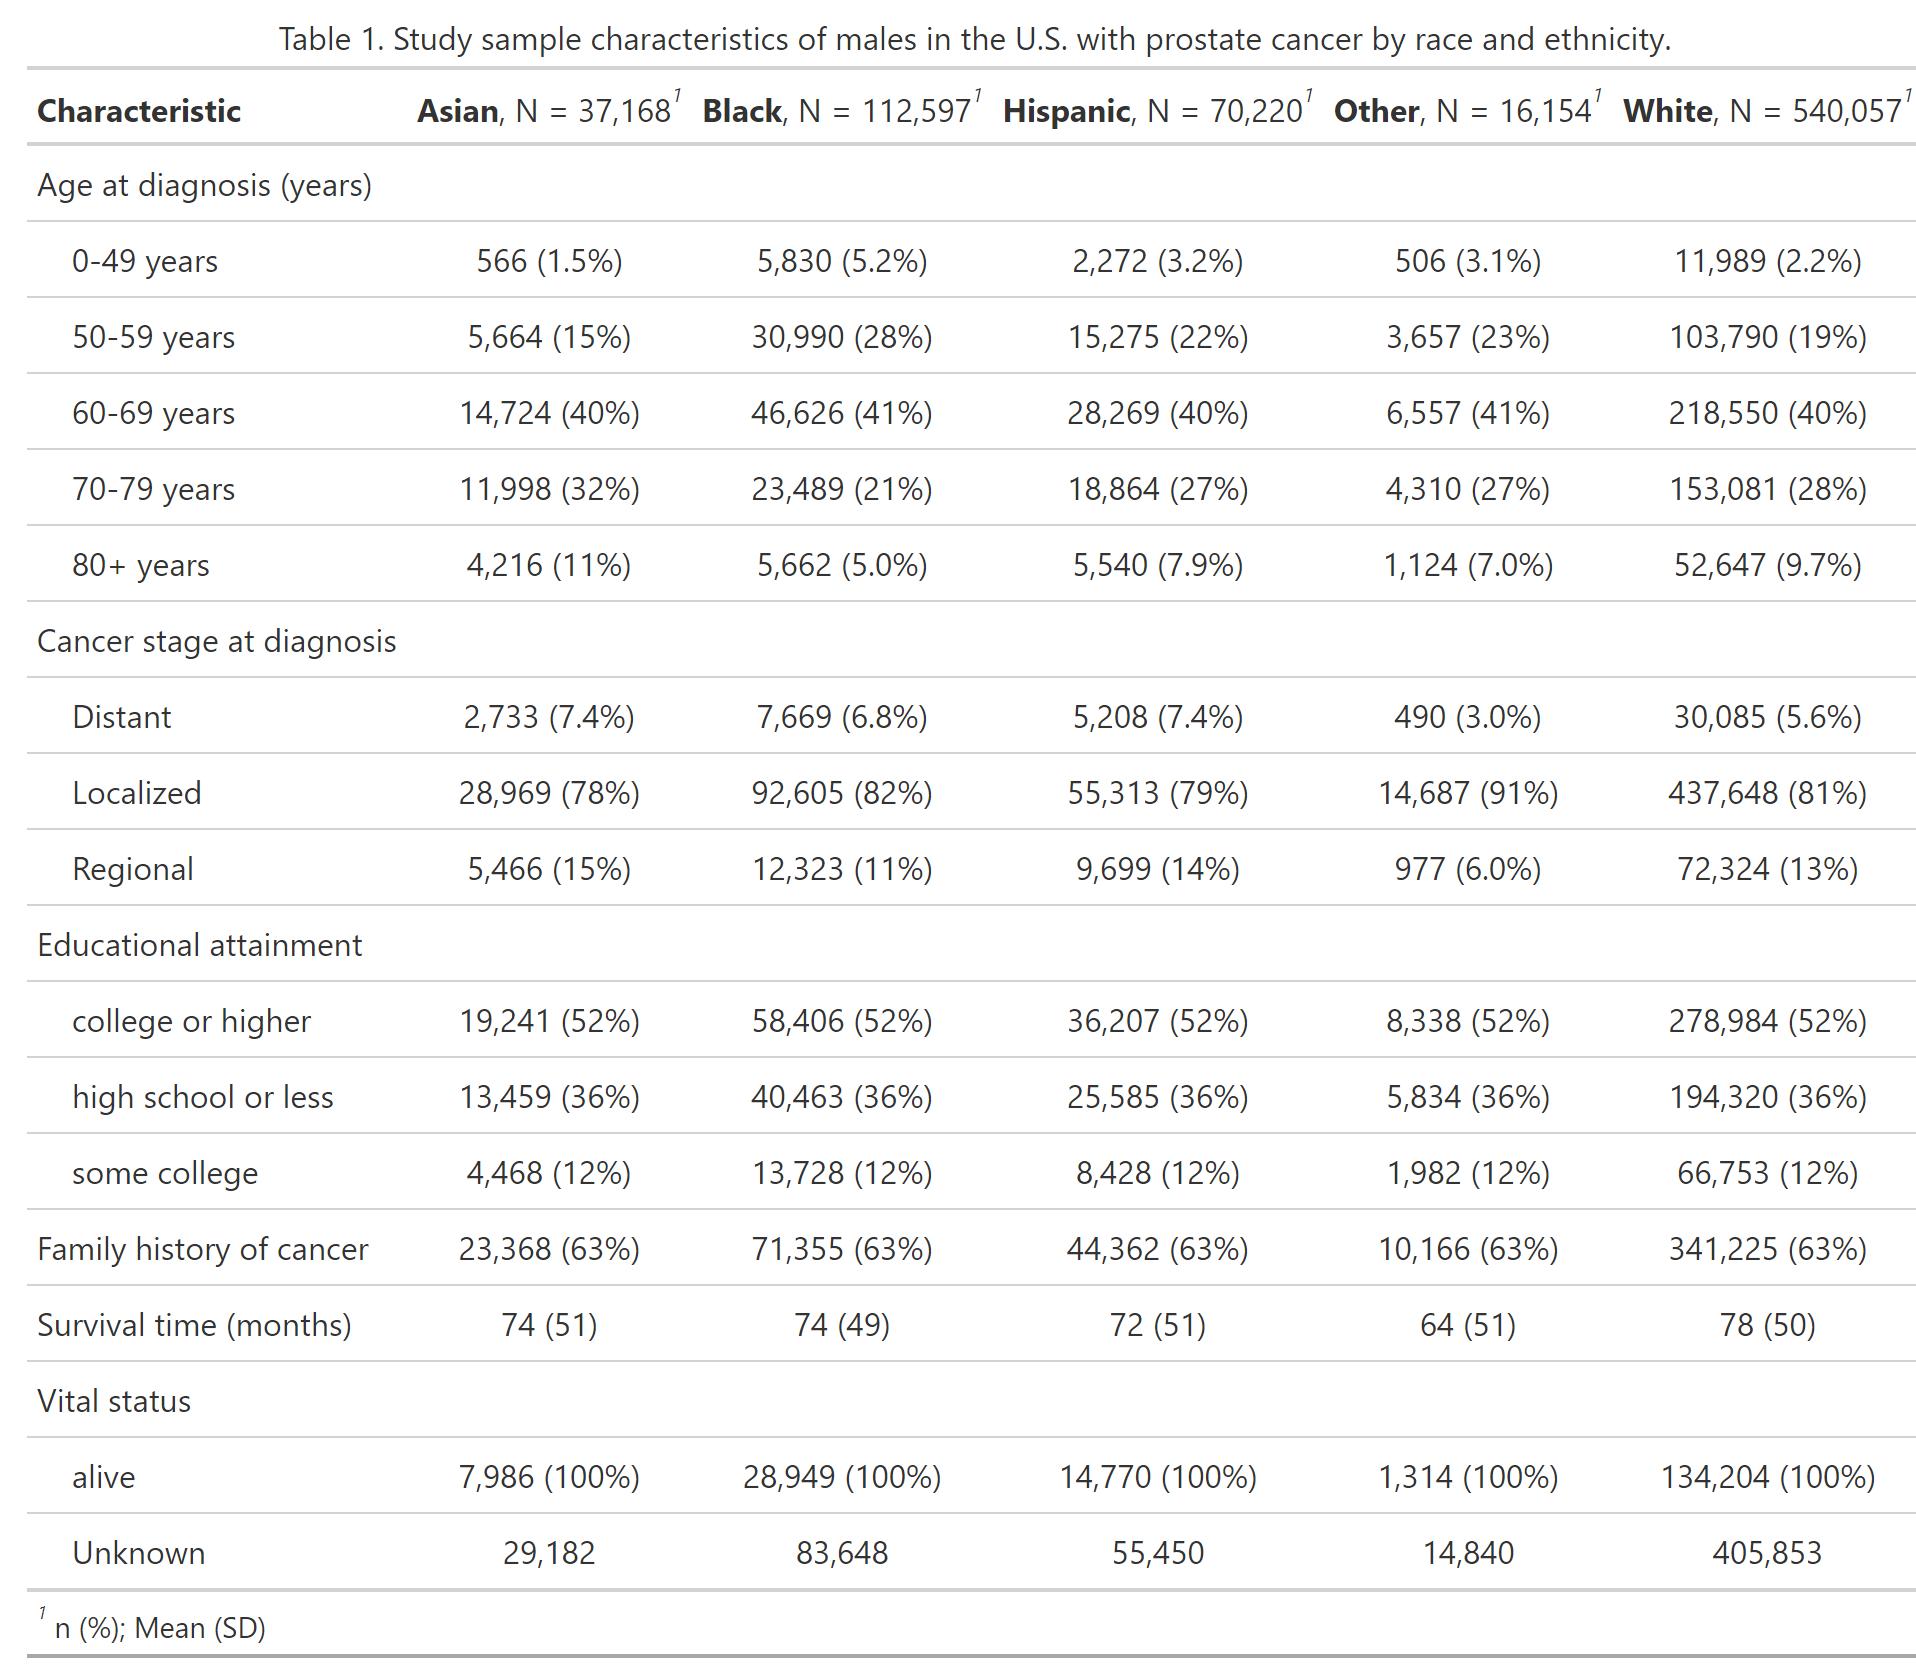 Table 1. Study sample characteristics of males in the U.S. with prostate cancer by race and ethnicity.
Characteristic Asian, N = 37,168¹ Black, N = 112,597¹ Hispanic, N = 70,220¹ Other, N = 16,154¹ White, N = 540,057¹
Age at diagnosis (years)
0-49 years 566 (1.5%) 5,830 (5.2%) 2,272 (3.2%) 506 (3.1%) 11,989 (2.2%)
50-59 years 5,664 (15%) 30,990 (28%) 15,275 (22%) 3,657 (23%) 103,790 (19%)
60-69 years 14,724 (40%) 46,626 (41%) 28,269 (40%) 6,557 (41%) 218,550 (40%)
70-79 years 11,998 (32%) 23,489 (21%) 18,864 (27%) 4,310 (27%) 153,081 (28%)
80+ years 4,216 (11%) 5,662 (5.0%) 5,540 (7.9%) 1,124 (7.0%) 52,647 (9.7%)
Cancer stage at diagnosis
Distant 2,733 (7.4%) 7,669 (6.8%) 5,208 (7.4%) 490 (3.0%) 30,085 (5.6%)
Localized 28,969 (78%) 92,605 (82%) 55,313 (79%) 14,687 (91%) 437,648 (81%)
Regional 5,466 (15%) 12,323 (11%) 9,699 (14%) 977 (6.0%) 72,324 (13%)
Educational attainment
college or higher 19,241 (52%) 58,406 (52%) 36,207 (52%) 8,338 (52%) 278,984 (52%)
high school or less 13,459 (36%) 40,463 (36%) 25,585 (36%) 5,834 (36%) 194,320 (36%)
some college 4,468 (12%) 13,728 (12%) 8,428 (12%) 1,982 (12%) 66,753 (12%)
Family history of cancer 23,368 (63%) 71,355 (63%) 44,362 (63%) 10,166 (63%) 341,225 (63%)
Survival time (months) 74 (51) 74 (49) 72 (51) 64 (51) 78 (50)
Vital status
alive 7,986 (100%) 28,949 (100%) 14,770 (100%) 1,314 (100%) 134,204 (100%)
Unknown 29,182 83,648 55,450 14,840 405,853
¹ n (%); Mean (SD)